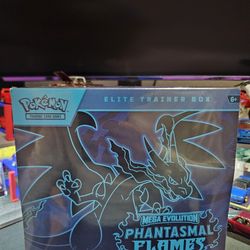 POKÉMON
TRADING CARD GAME
ELITE TRAINER BOX
6+
MEGA EVOLUTION
PHANTASMAL
FLAMES